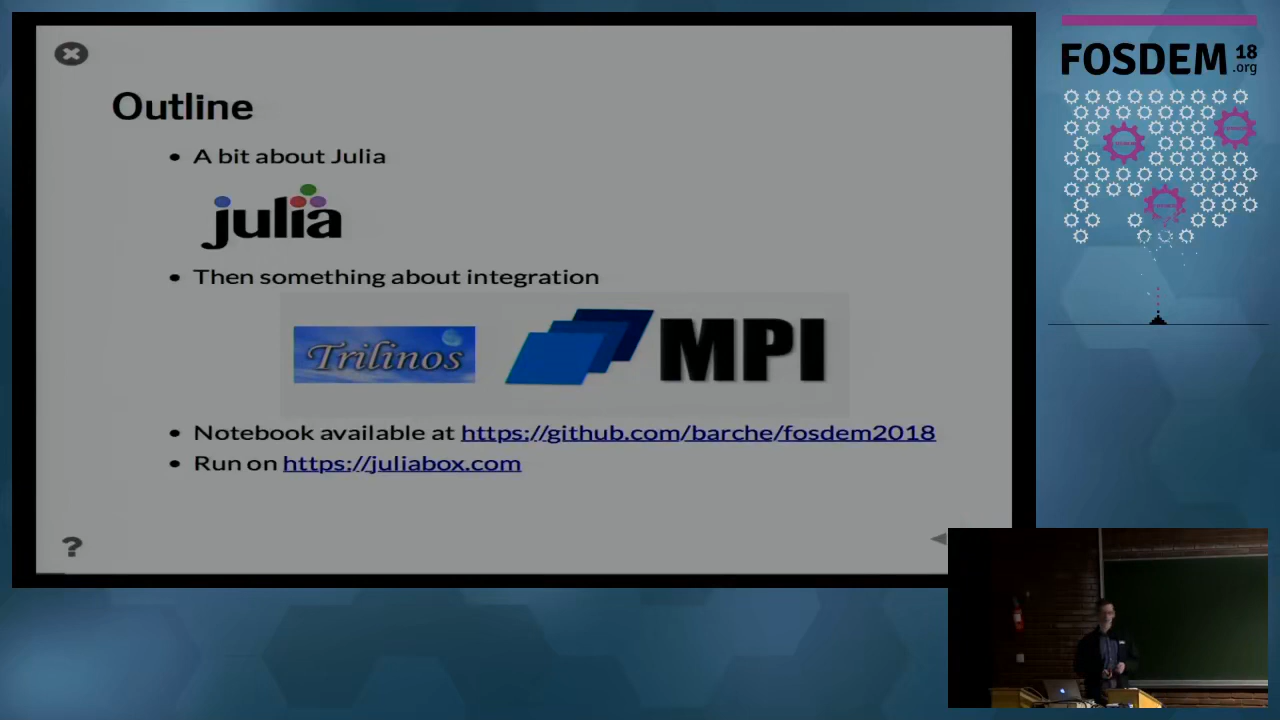 Outline
• A bit about Julia
julia
• Then something about integration
Trilinos
MPI
• Notebook available at https://github.com/barche/fosdem2018
• Run on https://juliabox.com
?
FOSDEM 18
.org